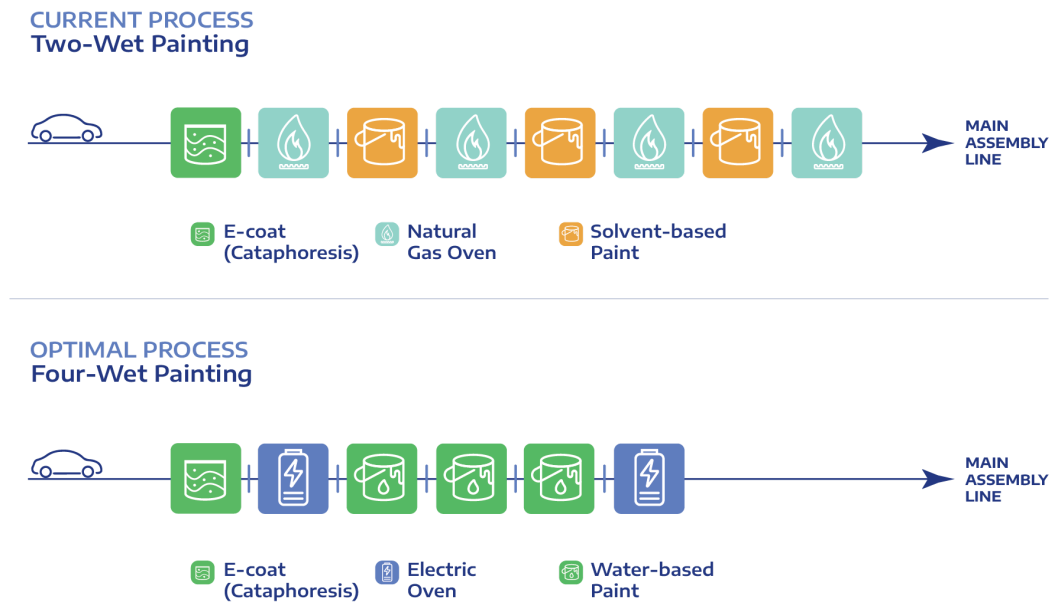 CURRENT PROCESS
Two-Wet Painting
MAIN
ASSEMBLY
LINE
E-coat
(Cataphoresis)
Natural
Gas Oven
Solvent-based
Paint
OPTIMAL PROCESS
Four-Wet Painting
MAIN
ASSEMBLY
LINE
E-coat
(Cataphoresis)
Electric
Oven
Water-based
Paint